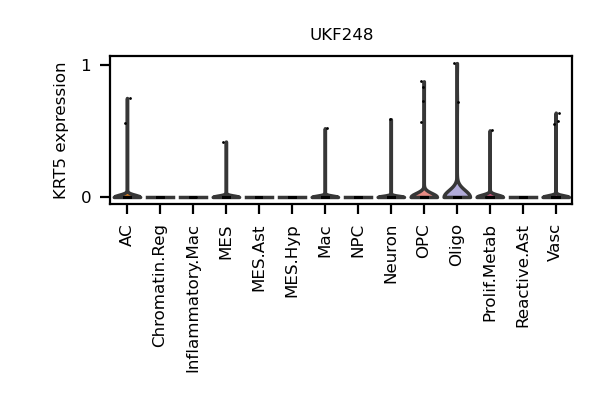 UKF248
KRT5 expression
1
0
AC
Chromatin.Reg
Inflammatory.Mac
MES
MES.Ast
MES.Hyp
Mac
NPC
Neuron
OPC
Oligo
Prolif.Metab
Reactive.Ast
Vasc